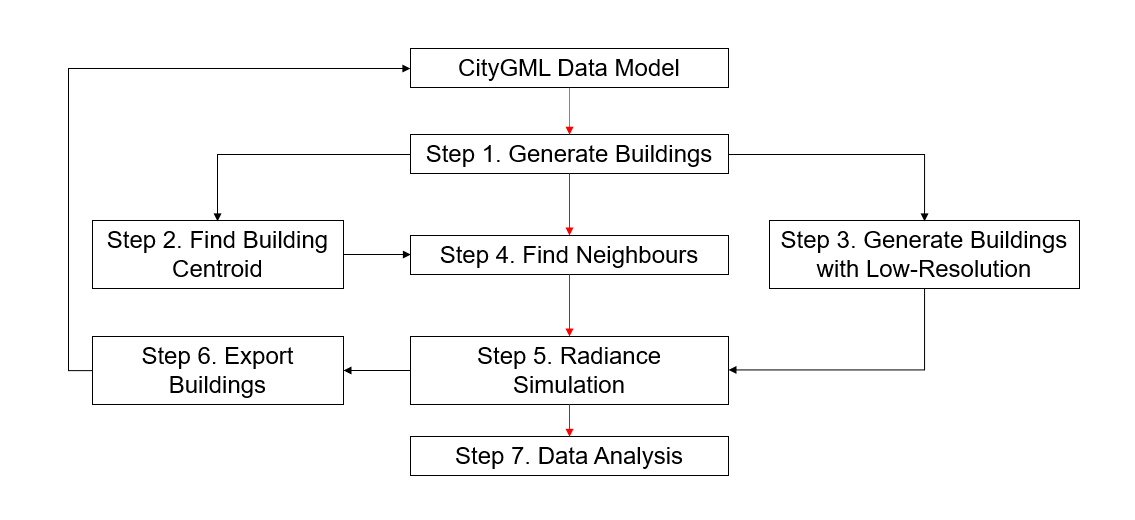 CityGML Data Model
Step 1. Generate Buildings
Step 2. Find Building
Centroid
Step 4. Find Neighbours
Step 3. Generate Buildings
with Low-Resolution
Step 6. Export
Buildings
Step 5. Radiance
Simulation
Step 7. Data Analysis